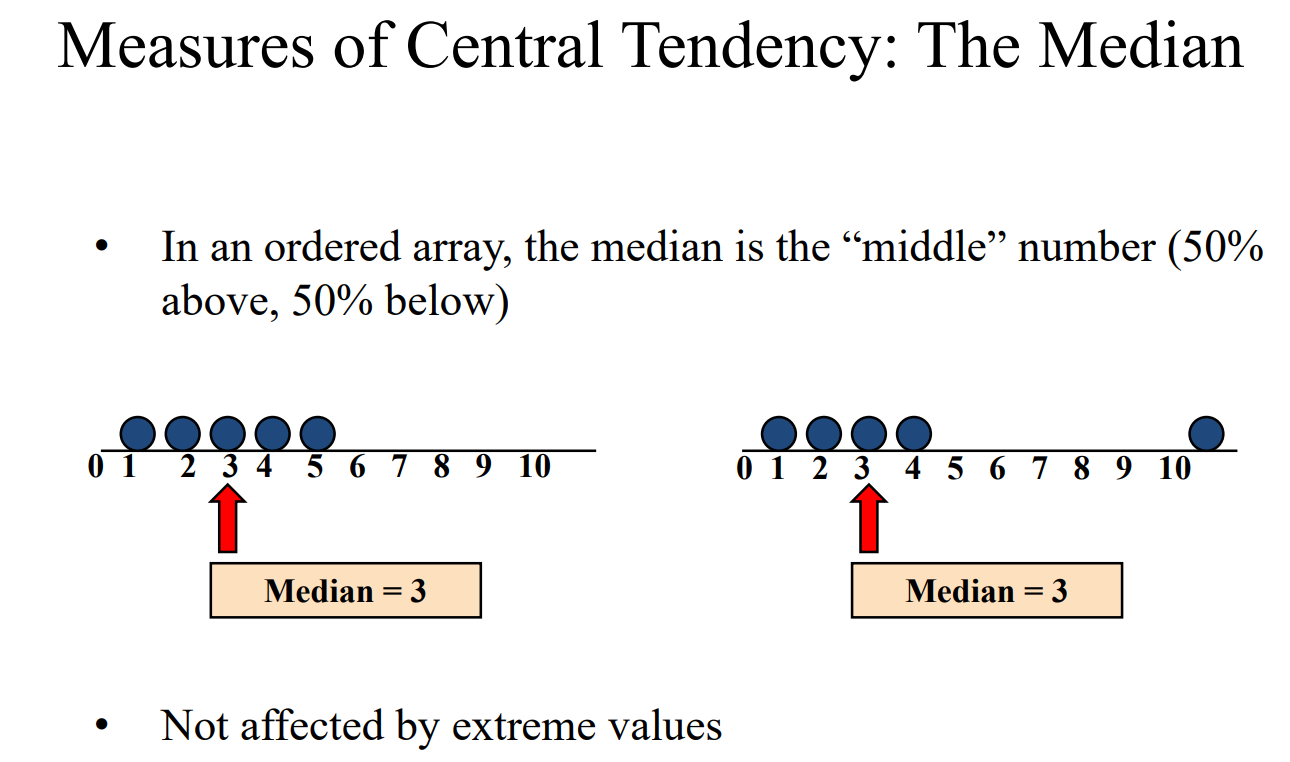 Measures of Central Tendency: The Median
• In an ordered array, the median is the “middle” number (50%
above, 50% below)
0 1 2 3 4 5 6 7 8 9 10
0 1 2 3 4 5 6 7 8 9 10
Median = 3
Median = 3
• Not affected by extreme values